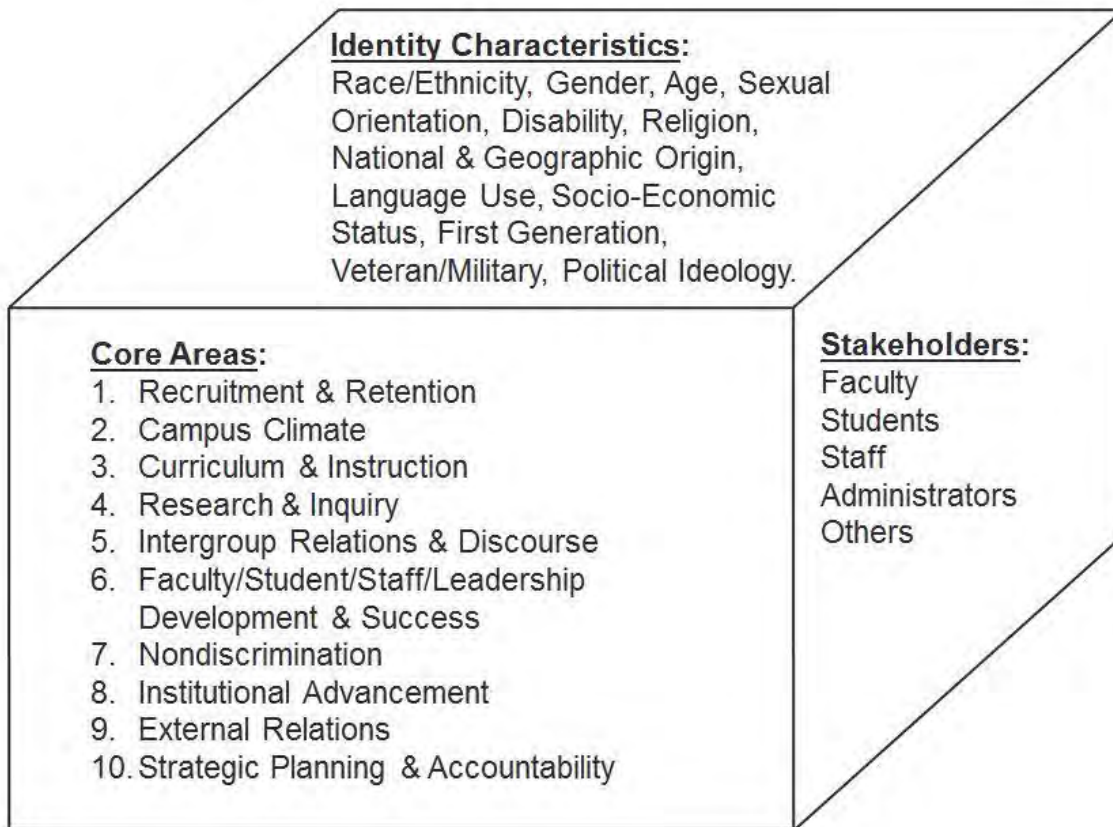 Identity Characteristics:
Race/Ethnicity, Gender, Age, Sexual
Orientation, Disability, Religion,
National & Geographic Origin,
Language Use, Socio-Economic
Status, First Generation,
Veteran/Military, Political Ideology.
Core Areas:
1. Recruitment & Retention
2. Campus Climate
3. Curriculum & Instruction
4. Research & Inquiry
5. Intergroup Relations & Discourse
6. Faculty/Student/Staff/Leadership
Development & Success
7. Nondiscrimination
8. Institutional Advancement
9. External Relations
10. Strategic Planning & Accountability
Stakeholders:
Faculty
Students
Staff
Administrators
Others